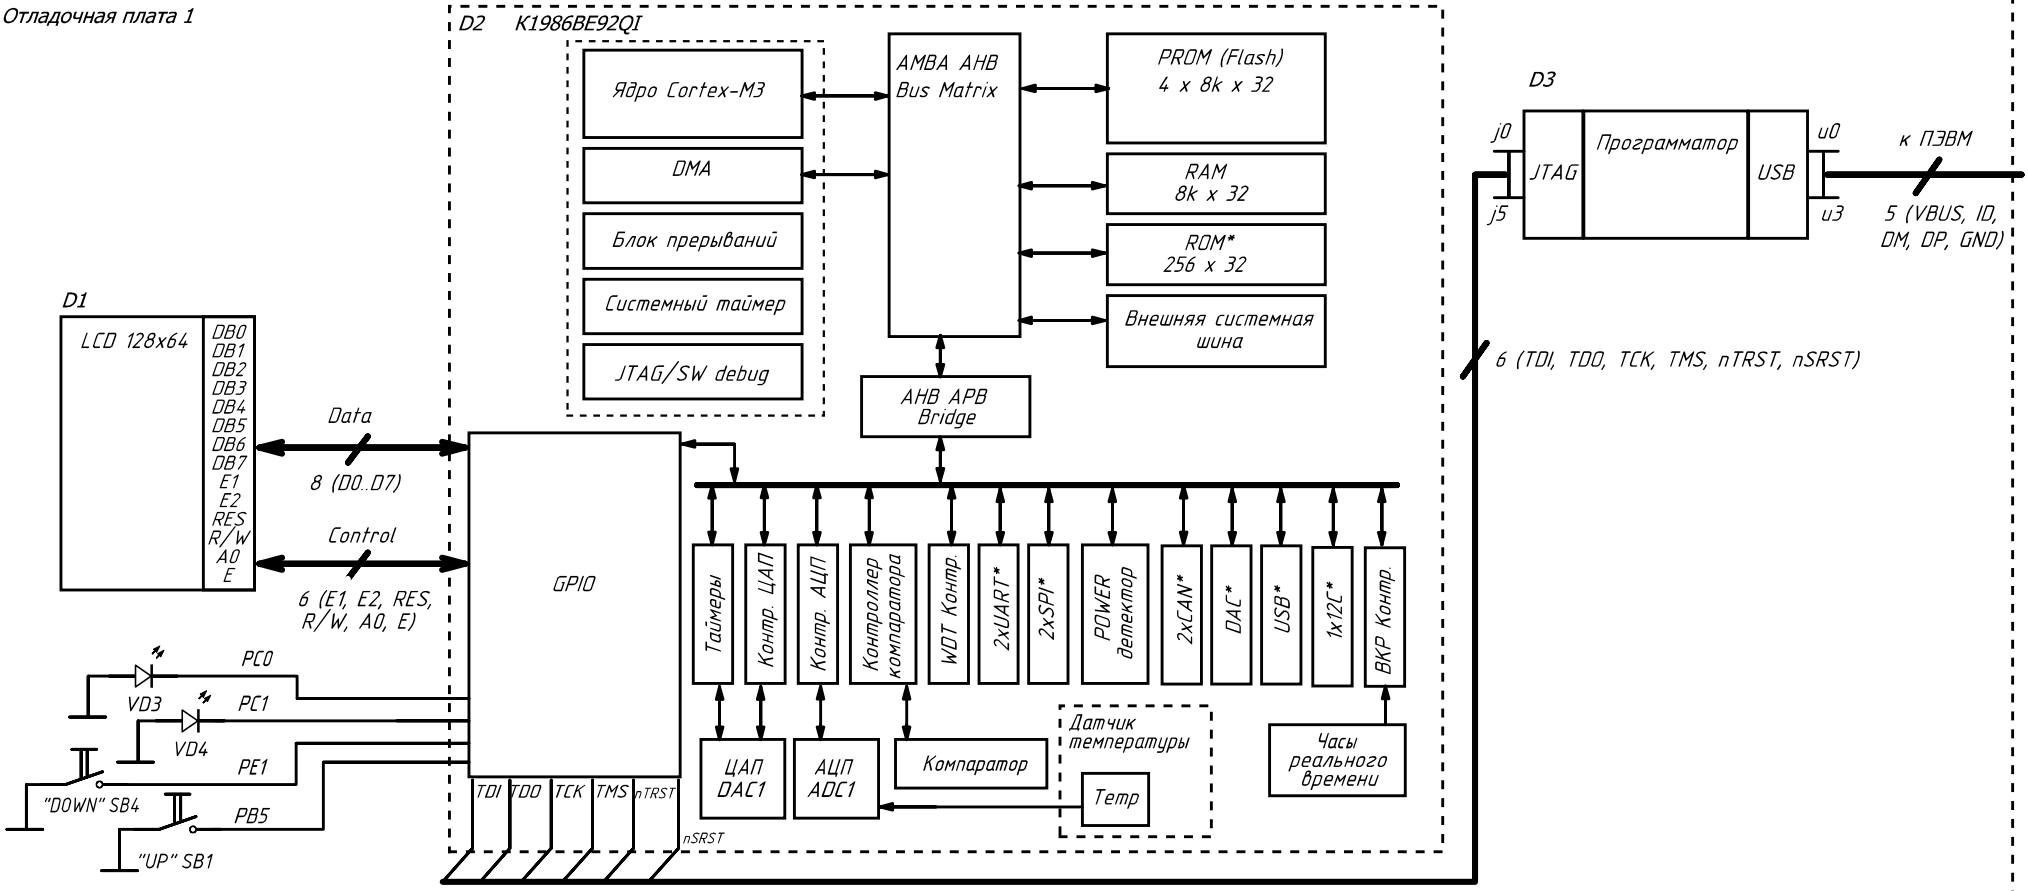 Отладочная плата 1
D2 К1986ВЕ92QI
Ядро Cortex-M3
DMA
Блок прерываний
Системный таймер
JTAG/SW debug
AMBA AHB
Bus Matrix
PROM (Flash)
4 x 8k x 32
RAM
8k x 32
ROM*
256 x 32
Внешняя системная
шина
AHB APB
Bridge
D3
j0
j5
JTAG
Программатор
USB
u0
u3
к ПЭВМ
5 (VBUS, ID,
DM, DP, GND)
6 (TDI, TDO, TCK, TMS, nTRST, nSRST)
D1
LCD 128x64
DB0
DB1
DB2
DB3
DB4
DB5
DB6
DB7
E1
E2
RES
R/W
A0
E
Data
8 (D0..D7)
Control
6 (E1, E2, RES,
R/W, A0, E)
GPIO
PC0
VD3
PC1
VD4
PE1
"DOWN" SB4
PB5
"UP" SB1
TDI
TDO
TCK
TMS
nTRST
nSRST
Таймеры
Контр. ЦАП
Контр. АЦП
Контроллер
компаратора
WDT Контр.
2xUART*
2xSPI*
POWER
детектор
2xCAN*
DAC*
USB*
1x12C*
BKP Контр.
ЦАП
DAC1
АЦП
ADC1
Компаратор
Датчик
температуры
Temp
Часы
реального
времени